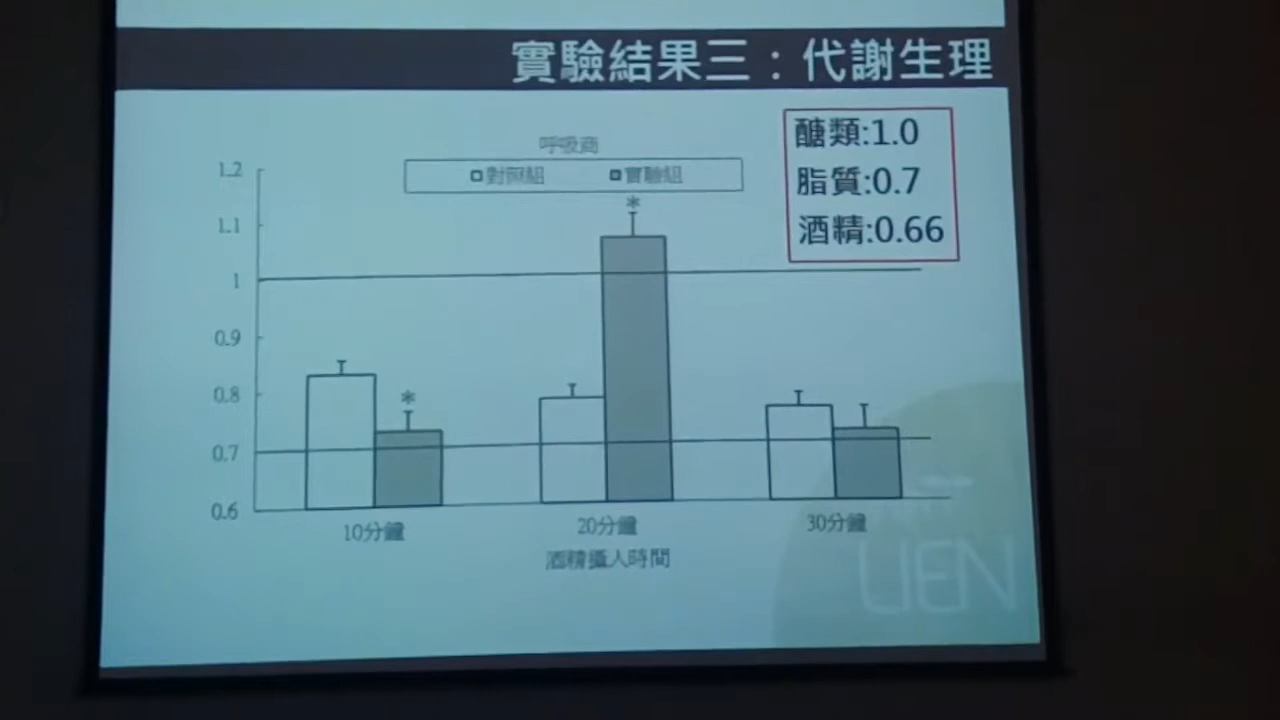 實驗結果三：代謝生理
醣類:1.0
脂質:0.7
酒精:0.66
呼吸商
對照組 實驗組
1.2
1.1
1
0.9
0.8
0.7
0.6
*
*
10分鐘 20分鐘 30分鐘
酒精攝入時間
UEN